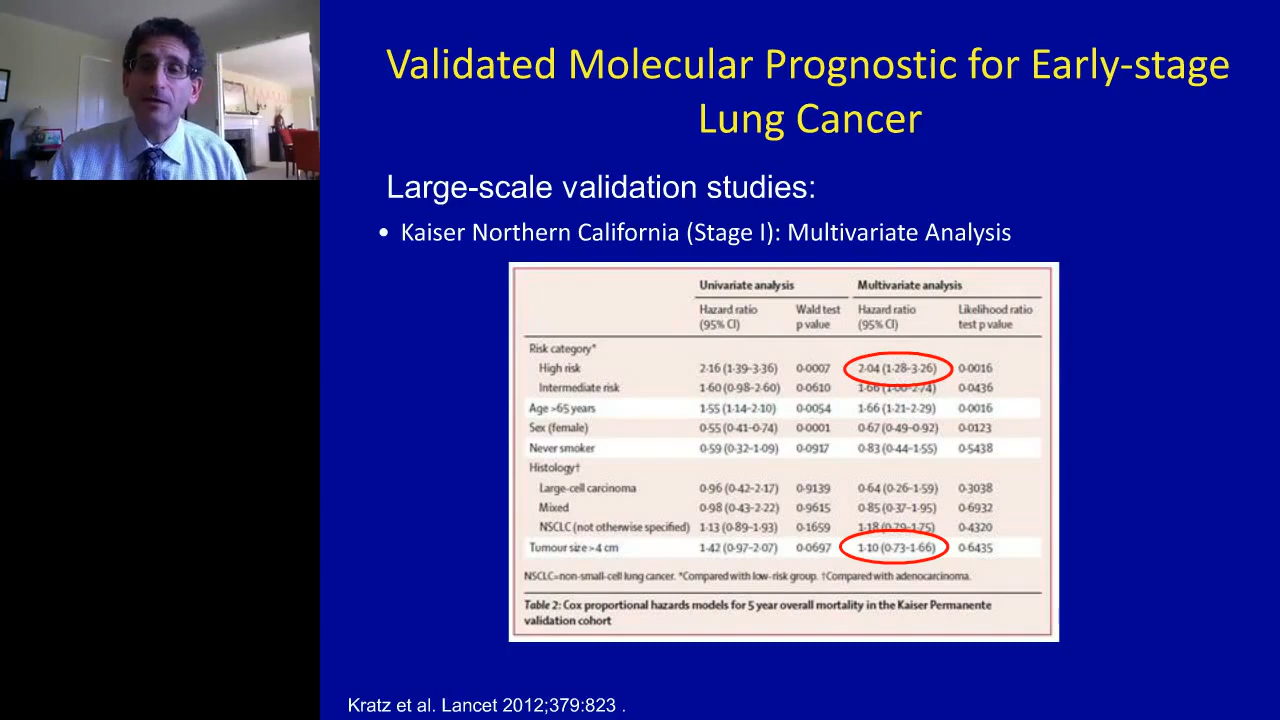 Validated Molecular Prognostic for Early-stage
Lung Cancer
Large-scale validation studies:
• Kaiser Northern California (Stage I): Multivariate Analysis
Univariate analysis Multivariate analysis
Hazard ratio Wald test Hazard ratio Likelihood ratio
(95% CI) p value (95% CI) test p value
Risk category*
High risk 2·16 (1·39–3·36) 0·0007 2·04 (1·28–3·26) 0·0016
Intermediate risk 1·60 (0·98–2·60) 0·0610 1·66 (1·00–2·74) 0·0436
Age >65 years 1·55 (1·14–2·10) 0·0054 1·66 (1·21–2·29) 0·0016
Sex (female) 0·55 (0·41–0·74) 0·0001 0·67 (0·49–0·92) 0·0123
Never smoker 0·59 (0·32–1·09) 0·0917 0·83 (0·44–1·55) 0·5438
Histology†
Large-cell carcinoma 0·96 (0·42–2·17) 0·9139 0·64 (0·26–1·59) 0·3038
Mixed 0·98 (0·43–2·22) 0·9615 0·85 (0·37–1·95) 0·6932
NSCLC (not otherwise specified) 1·13 (0·89–1·93) 0·1659 1·18 (0·79–1·75) 0·4320
Tumour size >4 cm 1·42 (0·97–2·07) 0·0697 1·10 (0·73–1·66) 0·6435
NSCLC=non-small-cell lung cancer. *Compared with low-risk group. †Compared with adenocarcinoma.
Table 2: Cox proportional hazards models for 5 year overall mortality in the Kaiser Permanente
validation cohort
Kratz et al. Lancet 2012;379:823 .